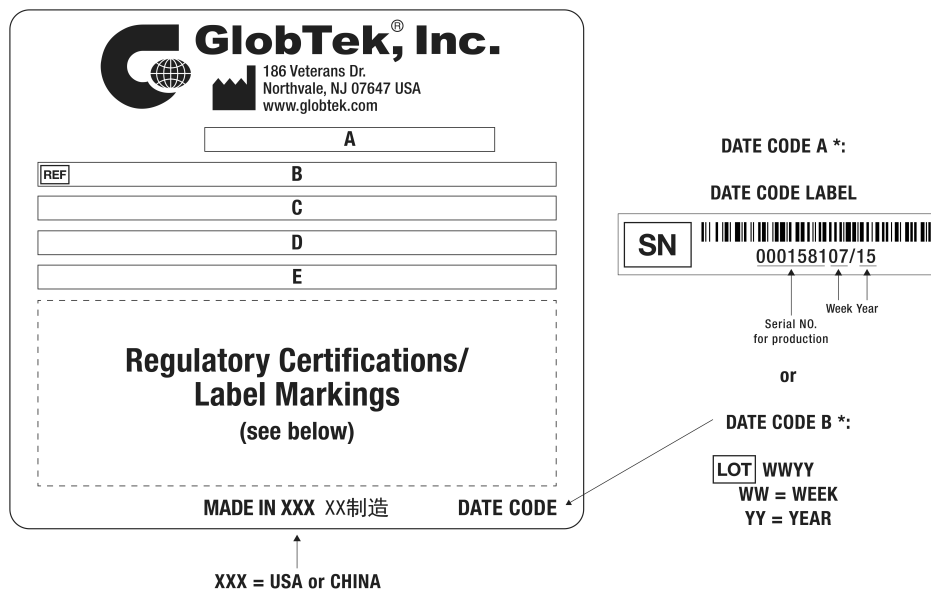 GlobTek,® Inc.
186 Veterans Dr.
Northvale, NJ 07647 USA
www.globtek.com
A
REF B
C
D
E
Regulatory Certifications/
Label Markings
(see below)
MADE IN XXX XX制造 DATE CODE
XXX = USA or CHINA
DATE CODE A *:
DATE CODE LABEL
SN
00015810​7/15
Serial NO.
for production
Week Year
or
DATE CODE B *:
LOT WWYY
WW = WEEK
YY = YEAR